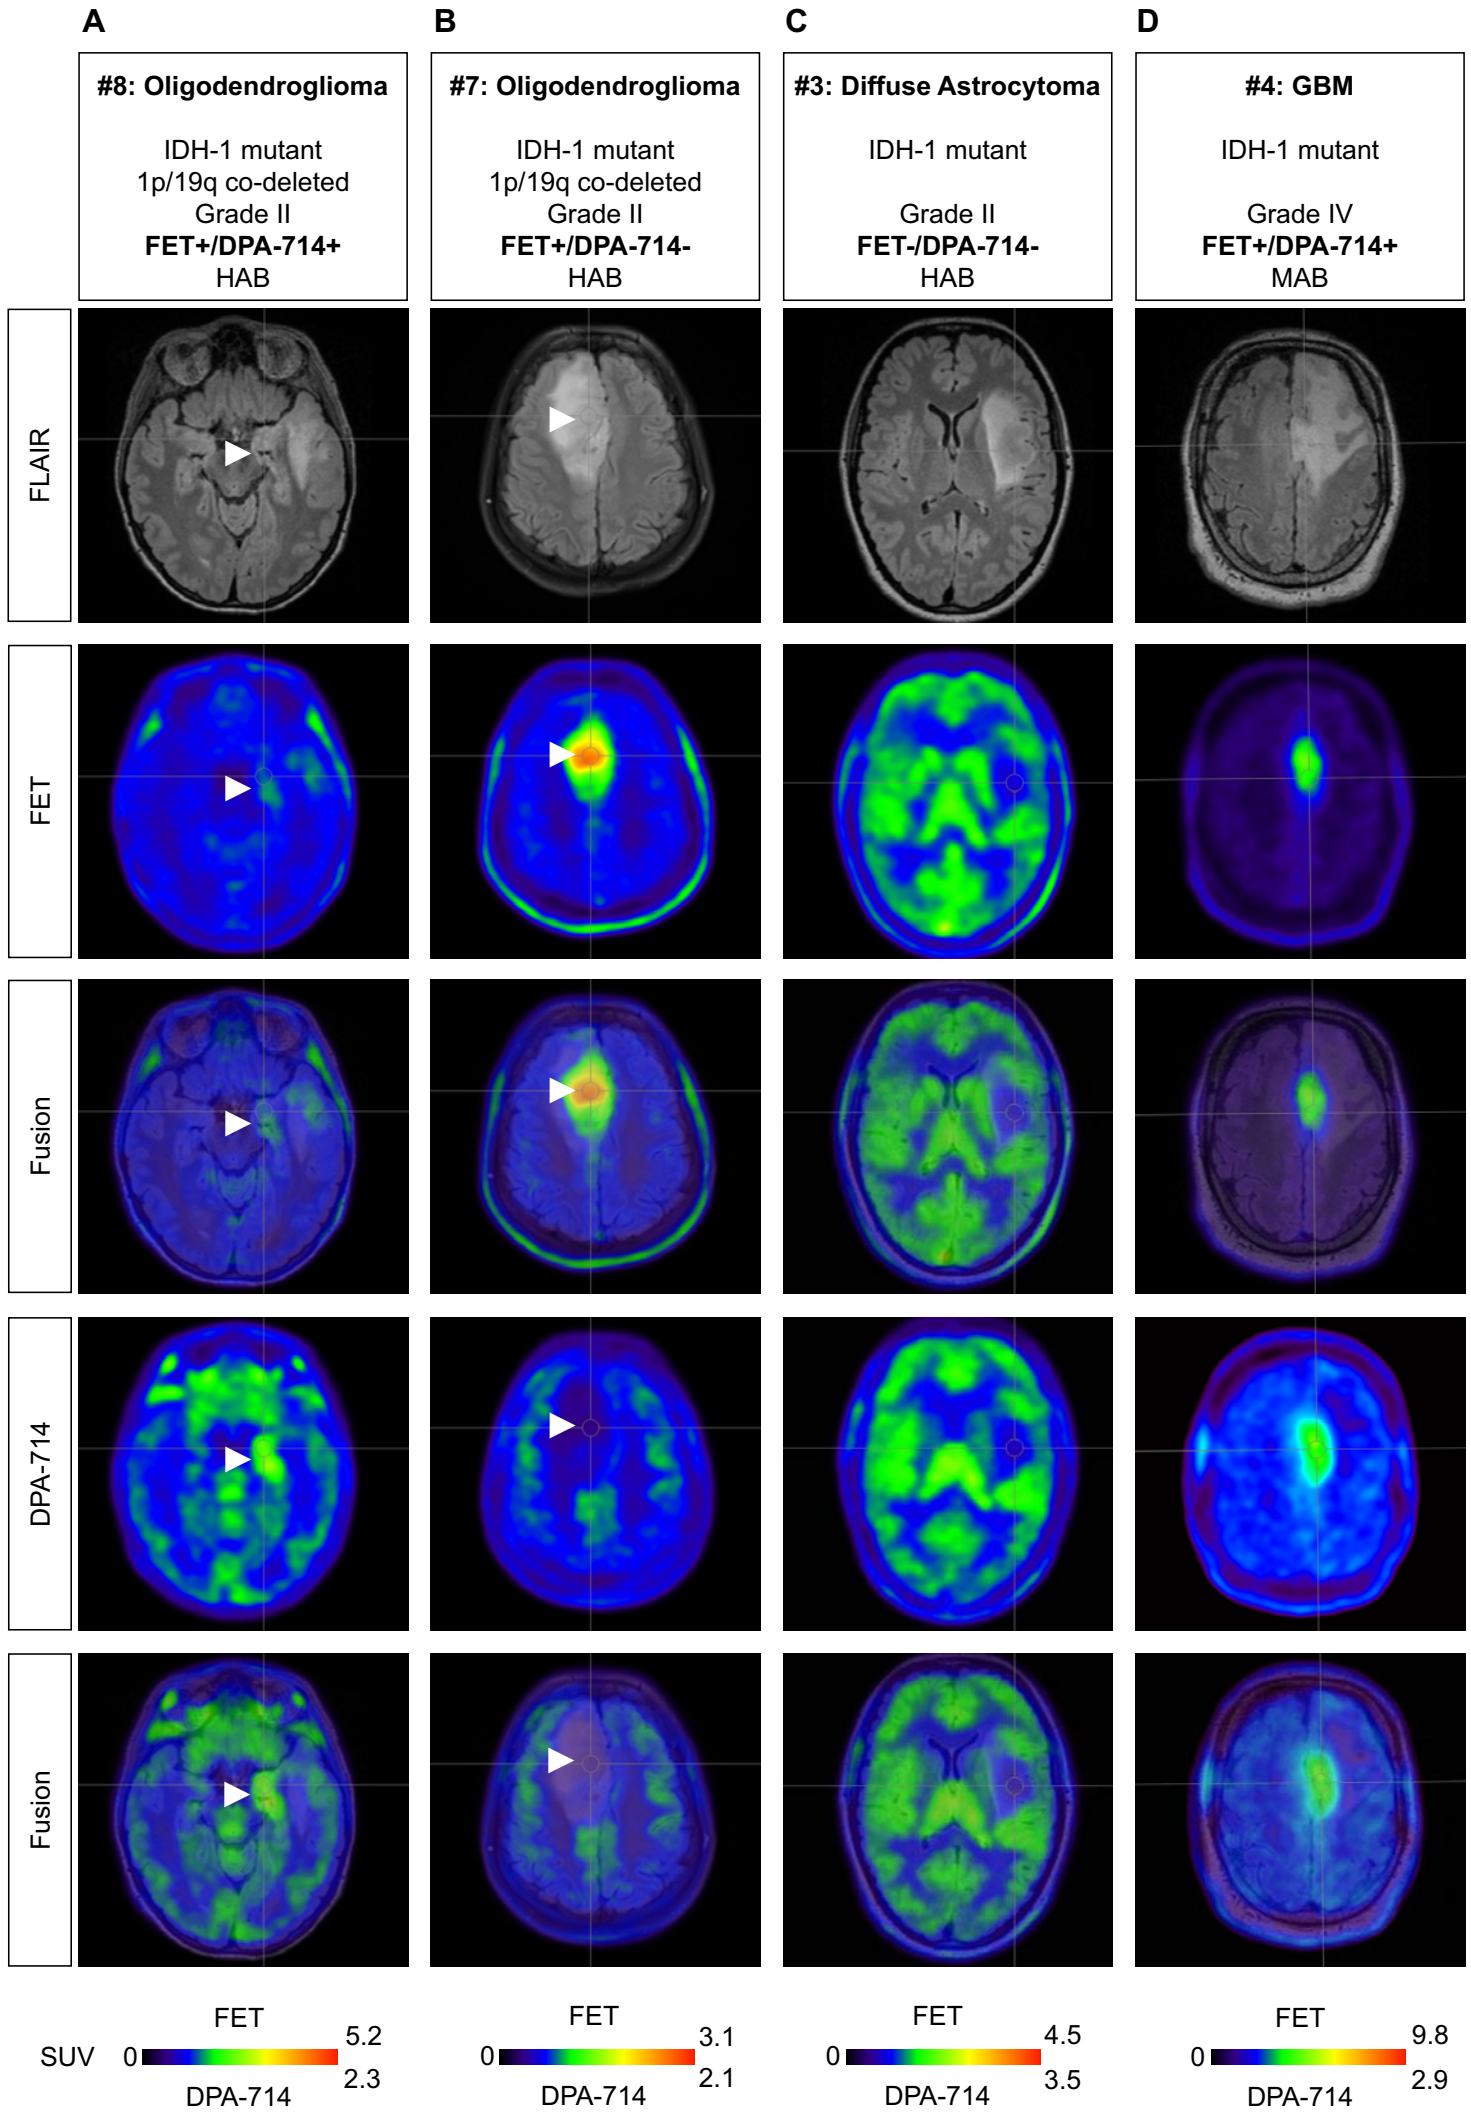 A
B
C
D
#8: Oligodendroglioma
IDH-1 mutant
1p/19q co-deleted
Grade II
FET+/DPA-714+
HAB
#7: Oligodendroglioma
IDH-1 mutant
1p/19q co-deleted
Grade II
FET+/DPA-714-
HAB
#3: Diffuse Astrocytoma
IDH-1 mutant
Grade II
FET-/DPA-714-
HAB
#4: GBM
IDH-1 mutant
Grade IV
FET+/DPA-714+
MAB
FLAIR
FET
Fusion
DPA-714
Fusion
SUV
FET
0
5.2
2.3
DPA-714
FET
0
3.1
2.1
DPA-714
FET
0
4.5
3.5
DPA-714
FET
0
9.8
2.9
DPA-714